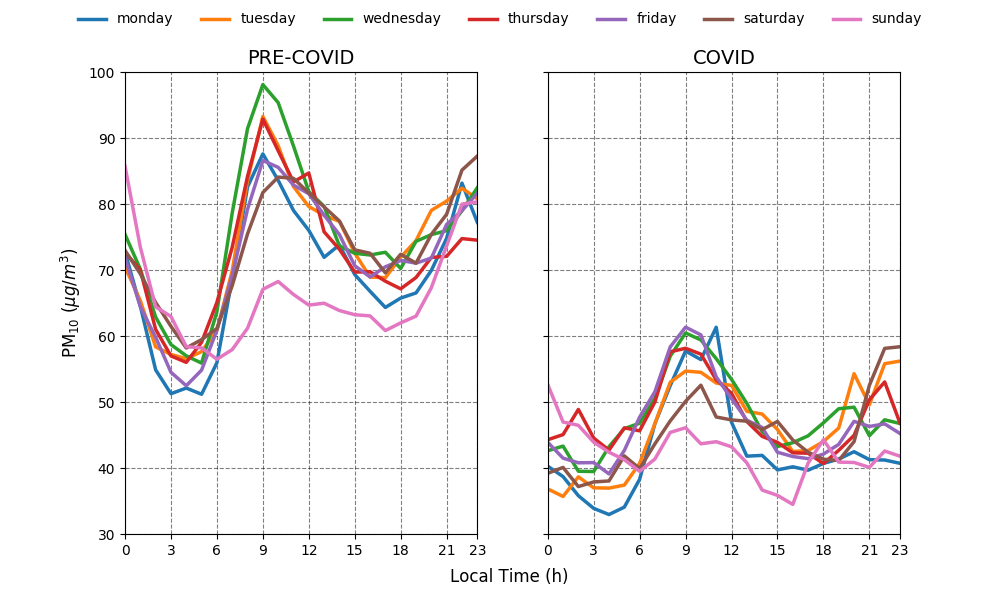 monday tuesday wednesday thursday friday saturday sunday
PRE-COVID COVID
100
90
80
70
60
50
40
30
PM10 (μg/m3)
0 3 6 9 12 15 18 21 23 0 3 6 9 12 15 18 21 23
Local Time (h)